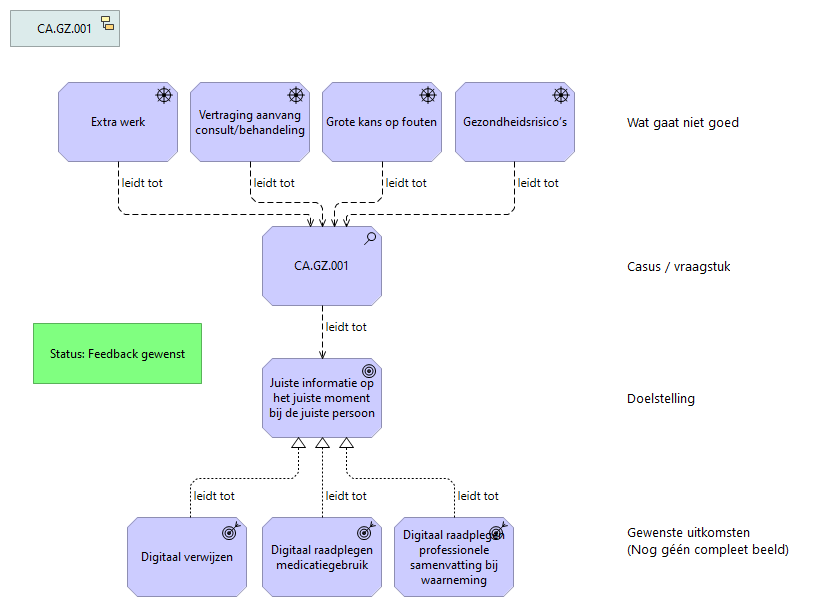 CA.GZ.001
Extra werk
Vertraging aanvang
consult/behandeling
Grote kans op fouten
Gezondheidsrisico's
Wat gaat niet goed
leidt tot
leidt tot
leidt tot
leidt tot
CA.GZ.001
Casus / vraagstuk
leidt tot
Status: Feedback gewenst
Juiste informatie op
het juiste moment
bij de juiste persoon
Doelstelling
leidt tot
leidt tot
leidt tot
Digitaal verwijzen
Digitaal raadplegen
medicatiegebruik
Digitaal raadplegen
professionele
samenvatting bij
waarneming
Gewenste uitkomsten
(Nog géén compleet beeld)